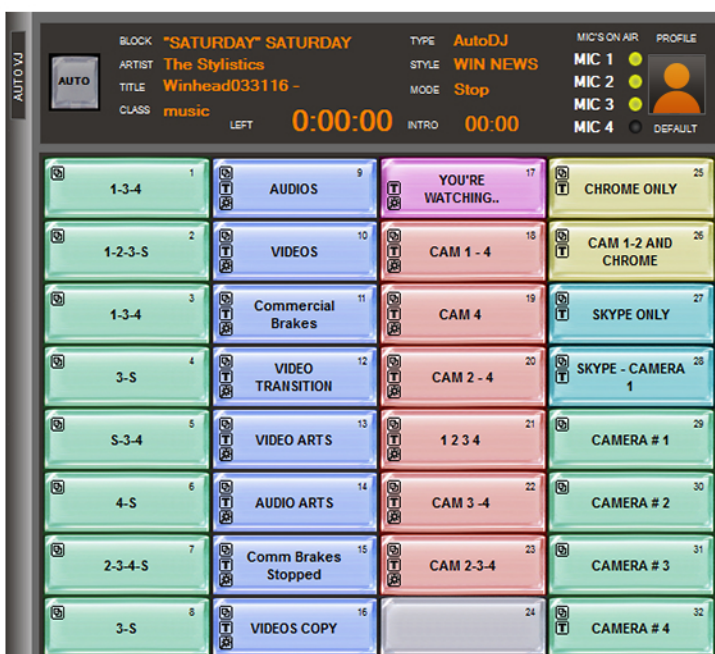 AUTO VJ
AUTO
BLOCK "SATURDAY" SATURDAY
ARTIST The Stylistics
TITLE Winhead033116 -
CLASS music
LEFT 0:00:00
TYPE AutoDJ
STYLE WIN NEWS
MODE Stop
INTRO 00:00
MIC'S ON AIR
MIC 1
MIC 2
MIC 3
MIC 4
PROFILE
DEFAULT
1
1-3-4
T
9
AUDIOS
T
17
YOU'RE
WATCHING..
T
25
CHROME ONLY
2
1-2-3-S
T
10
VIDEOS
T
18
CAM 1 - 4
T
26
CAM 1-2 AND
CHROME
3
1-3-4
T
11
Commercial
Brakes
T
19
CAM 4
T
27
SKYPE ONLY
4
3-S
T
12
VIDEO
TRANSITION
T
20
CAM 2 - 4
T
28
SKYPE - CAMERA
1
5
S-3-4
T
13
VIDEO ARTS
T
21
1 2 3 4
29
CAMERA # 1
6
4-S
T
14
AUDIO ARTS
T
22
CAM 3 -4
30
CAMERA # 2
7
2-3-4-S
T
15
Comm Brakes
Stopped
T
23
CAM 2-3-4
31
CAMERA # 3
8
3-S
T
16
VIDEOS COPY
24
T
32
CAMERA # 4